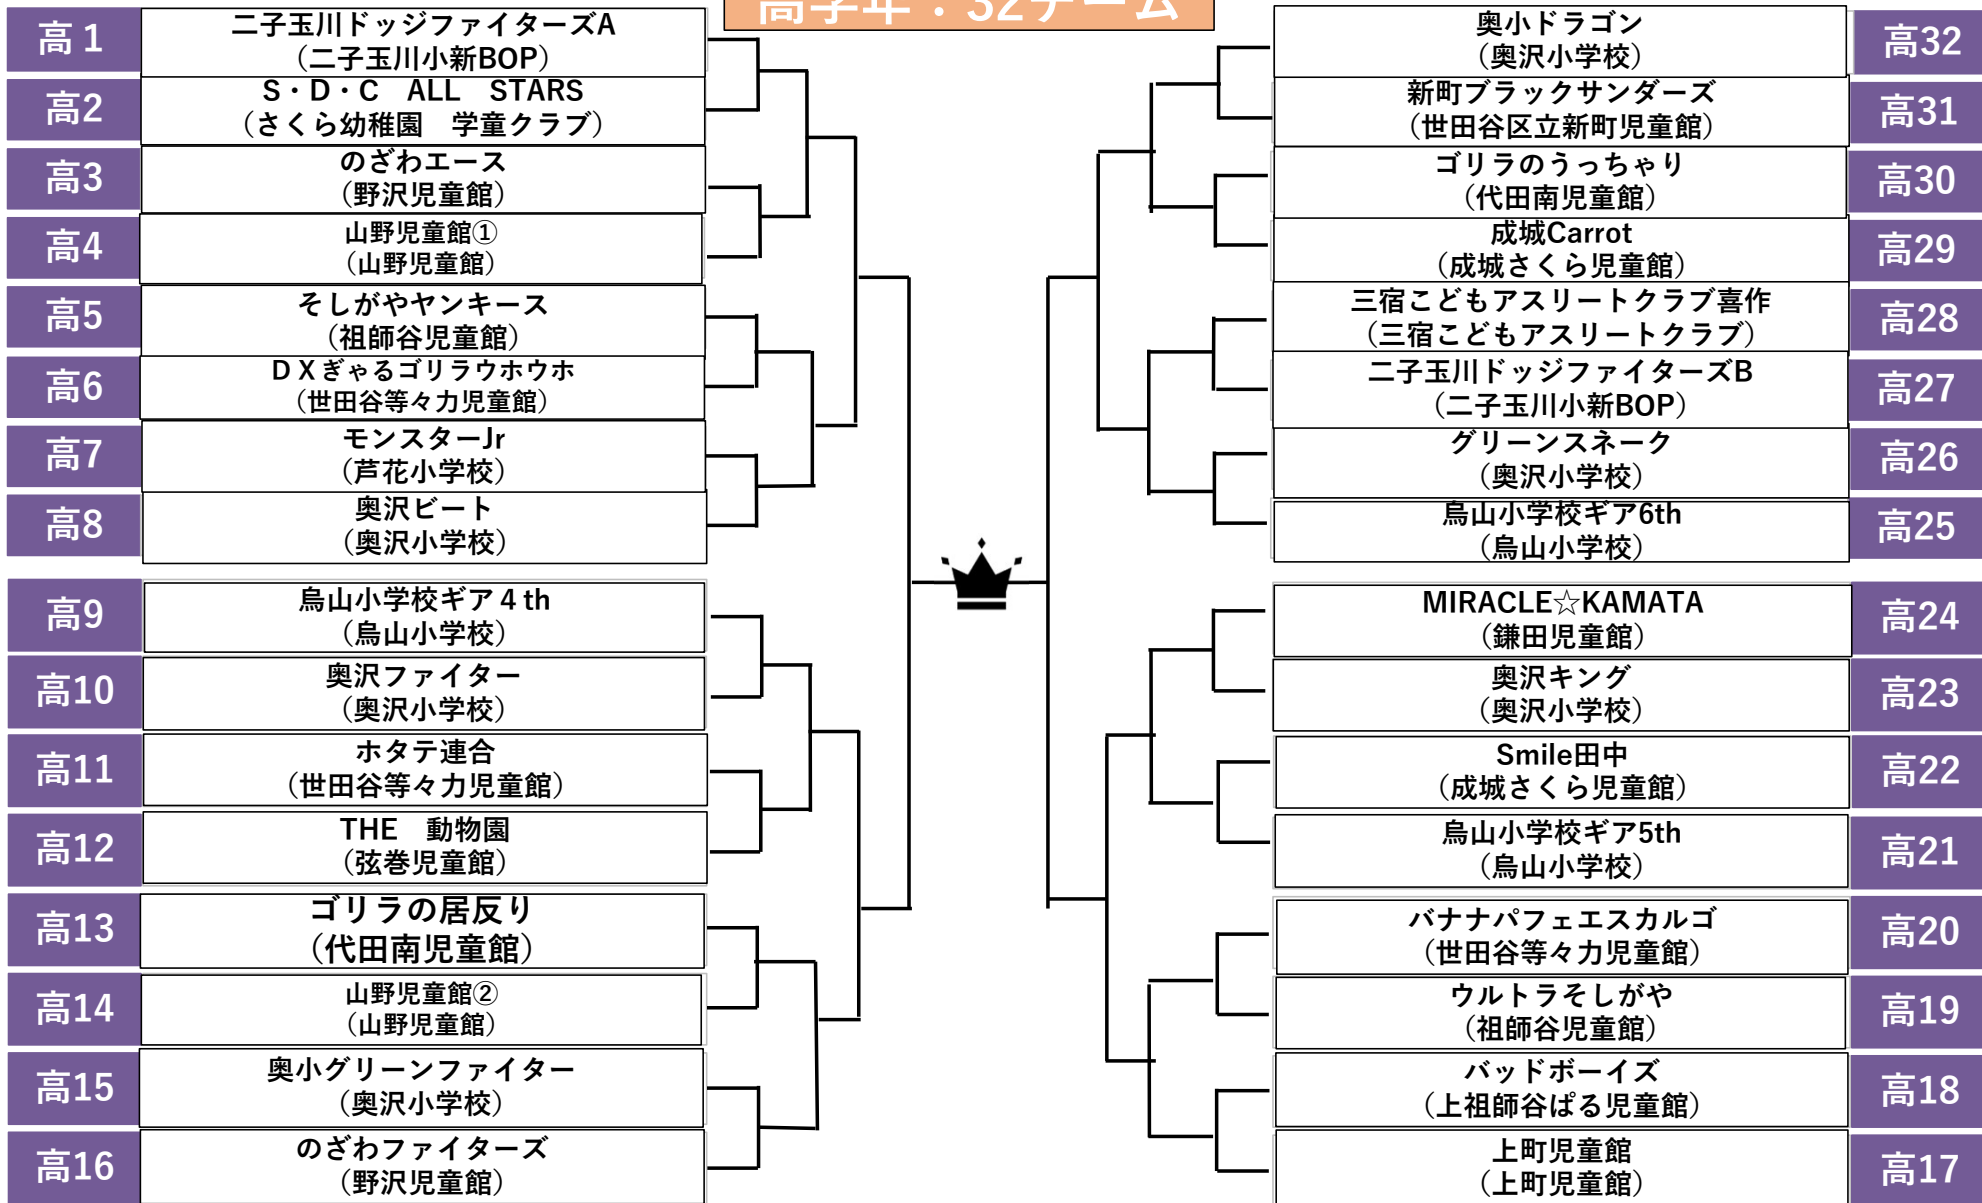 高学年：32チーム
高１
二子玉川ドッジファイターズA
（二子玉川小新BOP）
高2
S・D・C　ALL　STARS
（さくら幼稚園　学童クラブ）
高3
のざわエース
（野沢児童館）
高4
山野児童館①
（山野児童館）
高5
そしがやヤンキース
（祖師谷児童館）
高6
ＤＸぎゃるゴリラウホウホ
（世田谷等々力児童館）
高7
モンスターJr
（芦花小学校）
高8
奥沢ビート
（奥沢小学校）
高9
烏山小学校ギア４th
（烏山小学校）
高10
奥沢ファイター
（奥沢小学校）
高11
ホタテ連合
（世田谷等々力児童館）
高12
THE　動物園
（弦巻児童館）
高13
ゴリラの居反り
（代田南児童館）
高14
山野児童館②
（山野児童館）
高15
奥小グリーンファイター
（奥沢小学校）
高16
のざわファイターズ
（野沢児童館）
奥小ドラゴン
（奥沢小学校）
高32
新町ブラックサンダーズ
（世田谷区立新町児童館）
高31
ゴリラのうっちゃり
（代田南児童館）
高30
成城Carrot
（成城さくら児童館）
高29
三宿こどもアスリートクラブ喜作
（三宿こどもアスリートクラブ）
高28
二子玉川ドッジファイターズB
（二子玉川小新BOP）
高27
グリーンスネーク
（奥沢小学校）
高26
烏山小学校ギア6th
（烏山小学校）
高25
MIRACLE☆KAMATA
（鎌田児童館）
高24
奥沢キング
（奥沢小学校）
高23
Smile田中
（成城さくら児童館）
高22
烏山小学校ギア5th
（烏山小学校）
高21
バナナパフェエスカルゴ
（世田谷等々力児童館）
高20
ウルトラそしがや
（祖師谷児童館）
高19
バッドボーイズ
（上祖師谷ぱる児童館）
高18
上町児童館
（上町児童館）
高17